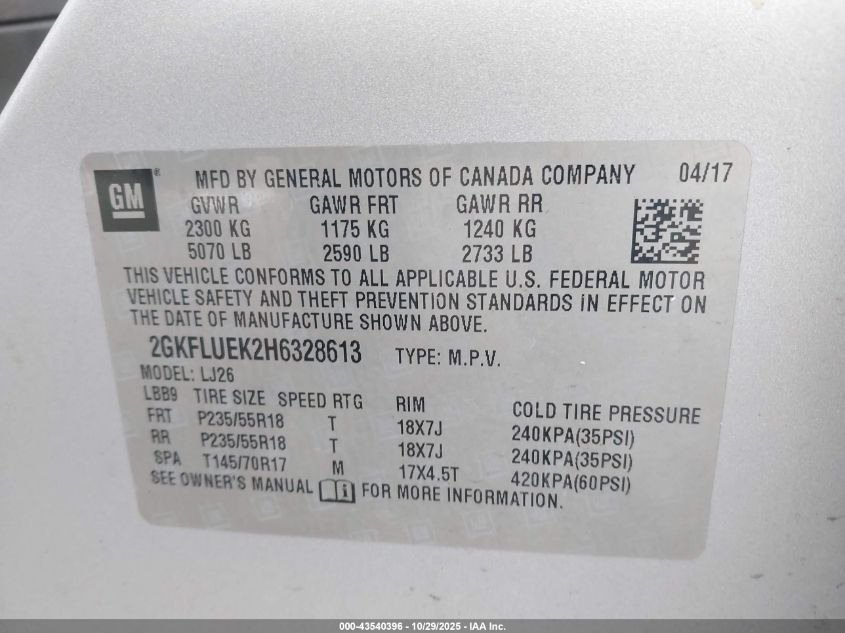 GM
® MFD BY GENERAL MOTORS OF CANADA COMPANY 04/17
GVWR GAWR FRT GAWR RR
2300 KG 1175 KG 1240 KG
5070 LB 2590 LB 2733 LB
THIS VEHICLE CONFORMS TO ALL APPLICABLE U.S. FEDERAL MOTOR
VEHICLE SAFETY AND THEFT PREVENTION STANDARDS IN EFFECT ON
THE DATE OF MANUFACTURE SHOWN ABOVE.
2GKFLUEK2H6328613 TYPE: M.P.V.
MODEL: LJ26
LBB9 TIRE SIZE SPEED RTG RIM COLD TIRE PRESSURE
FRT P235/55R18 T 18X7J 240KPA(35PSI)
RR P235/55R18 T 18X7J 240KPA(35PSI)
SPA T145/70R17 M 17X4.5T 420KPA(60PSI)
SEE OWNER'S MANUAL FOR MORE INFORMATION.
000-43540396 - 10/29/2025 - IAA Inc.